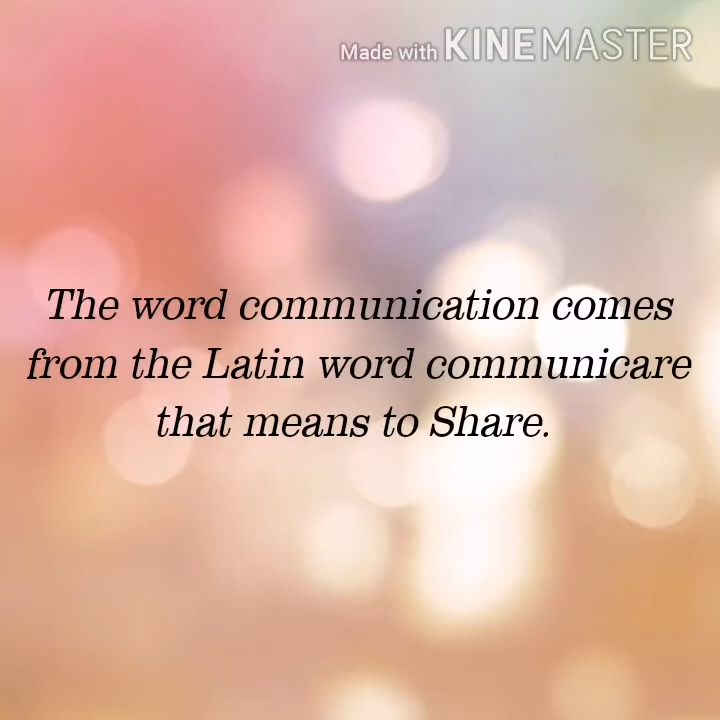 Made with KINEMASTER
The word communication comes
from the Latin word communicare
that means to Share.